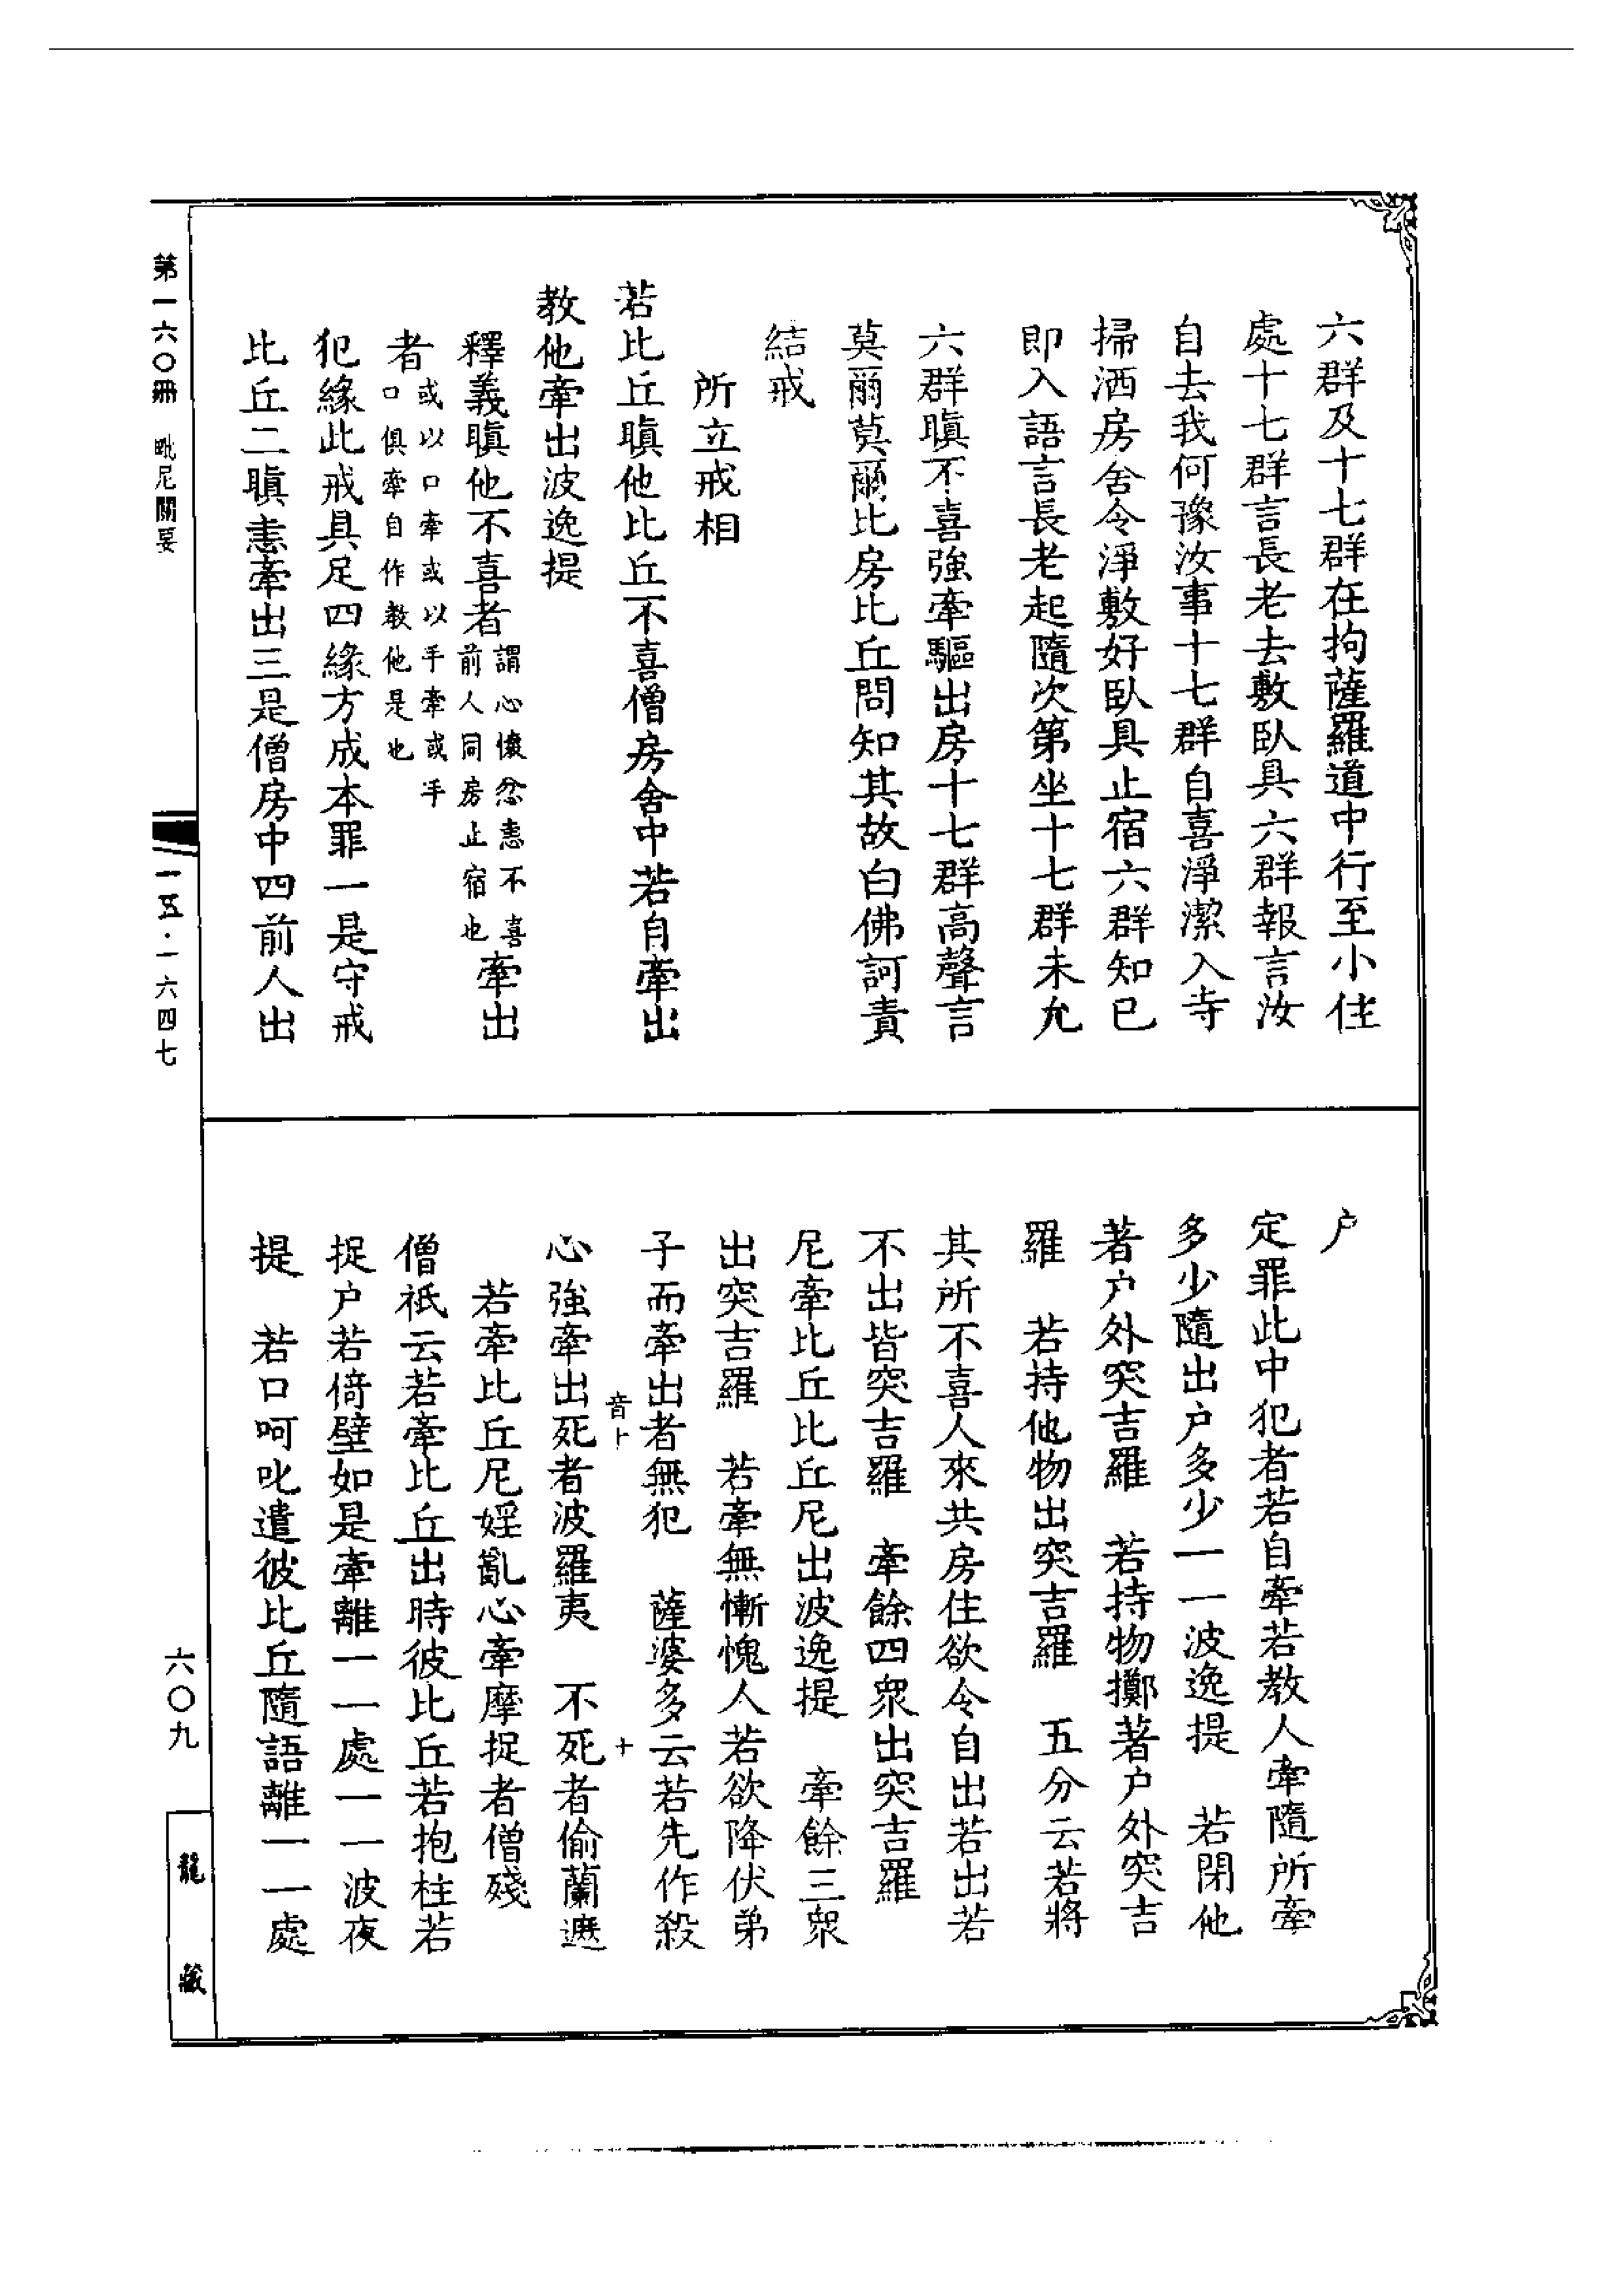 六群及十七群在拘薩羅道中行至小住
處十七群言長老去敷臥具六群報言汝
自去我何豫汝事十七群自喜淨潔入寺
掃洒房舍令淨敷好臥具止宿六群知已
即入語言長老起隨次第坐十七群未允
六群瞋不喜強牽驅出房十七群高聲言
莫爾莫爾比房比丘問知其故白佛訶責
結戒
所立戒相
若比丘瞋他比丘不喜僧房舍中若自牽出
教他牽出波逸提
釋義瞋他不喜者謂心懷忿恚不喜前人同房止宿也牽出
者或以口牽或以手牽或手口俱牽自作教他是也
犯緣此戒具足四緣方成本罪一是守戒
比丘二瞋恚牽出三是僧房中四前人出
戶
定罪此中犯者若自牽若教人牽隨所牽
多少隨出戶多少一一波逸提　若閉他
著戶外突吉羅　若持物擲著戶外突吉
羅　若持他物出突吉羅　五分云若將
其所不喜人來共房住欲令自出若出若
不出皆突吉羅　牽餘四眾出突吉羅
尼牽比丘比丘尼出波逸提　牽餘三眾
出突吉羅　若牽無慚愧人若欲降伏弟
子而牽出者無犯　薩婆多云若先作殺
心強牽出死者波羅夷　不死者偷蘭遮
若牽比丘尼婬亂心牽摩捉者僧殘
僧祇云若牽比丘出時彼比丘若抱柱若
捉戶若倚壁如是牽離一一處一一波夜
提　若口呵叱遣彼比丘隨語離一一處
音上
十
第一六〇冊　毗尼關要
一五·一六四七
六〇九
龍藏